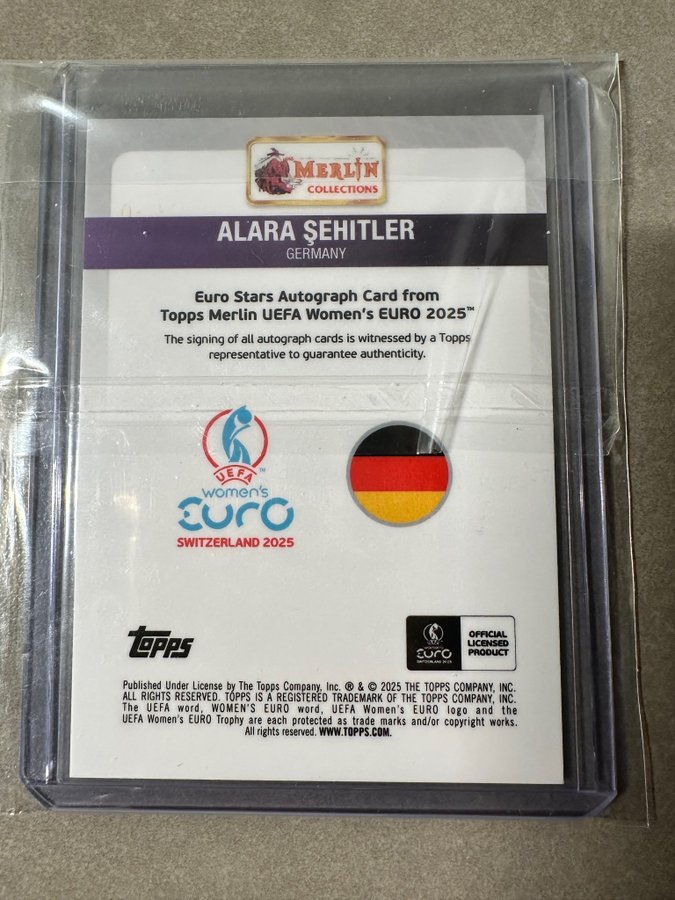 MERLIN
COLLECTIONS
ALARA ŞEHITLER
GERMANY
Euro Stars Autograph Card from
Topps Merlin UEFA Women's EURO 2025™
The signing of all autograph cards is witnessed by a Topps
representative to guarantee authenticity.
UEFA™
women's
euro
SWITZERLAND 2025
topps
euro
SWITZERLAND 2025
OFFICIAL
LICENSED
PRODUCT
Published Under License by The Topps Company, Inc. ® & © 2025 THE TOPPS COMPANY, INC.
ALL RIGHTS RESERVED. TOPPS IS A REGISTERED TRADEMARK OF THE TOPPS COMPANY, INC.
The UEFA word, WOMEN'S EURO word, UEFA Women's EURO logo and the
UEFA Women's EURO Trophy are each protected as trade marks and/or copyright works.
All rights reserved. WWW.TOPPS.COM.